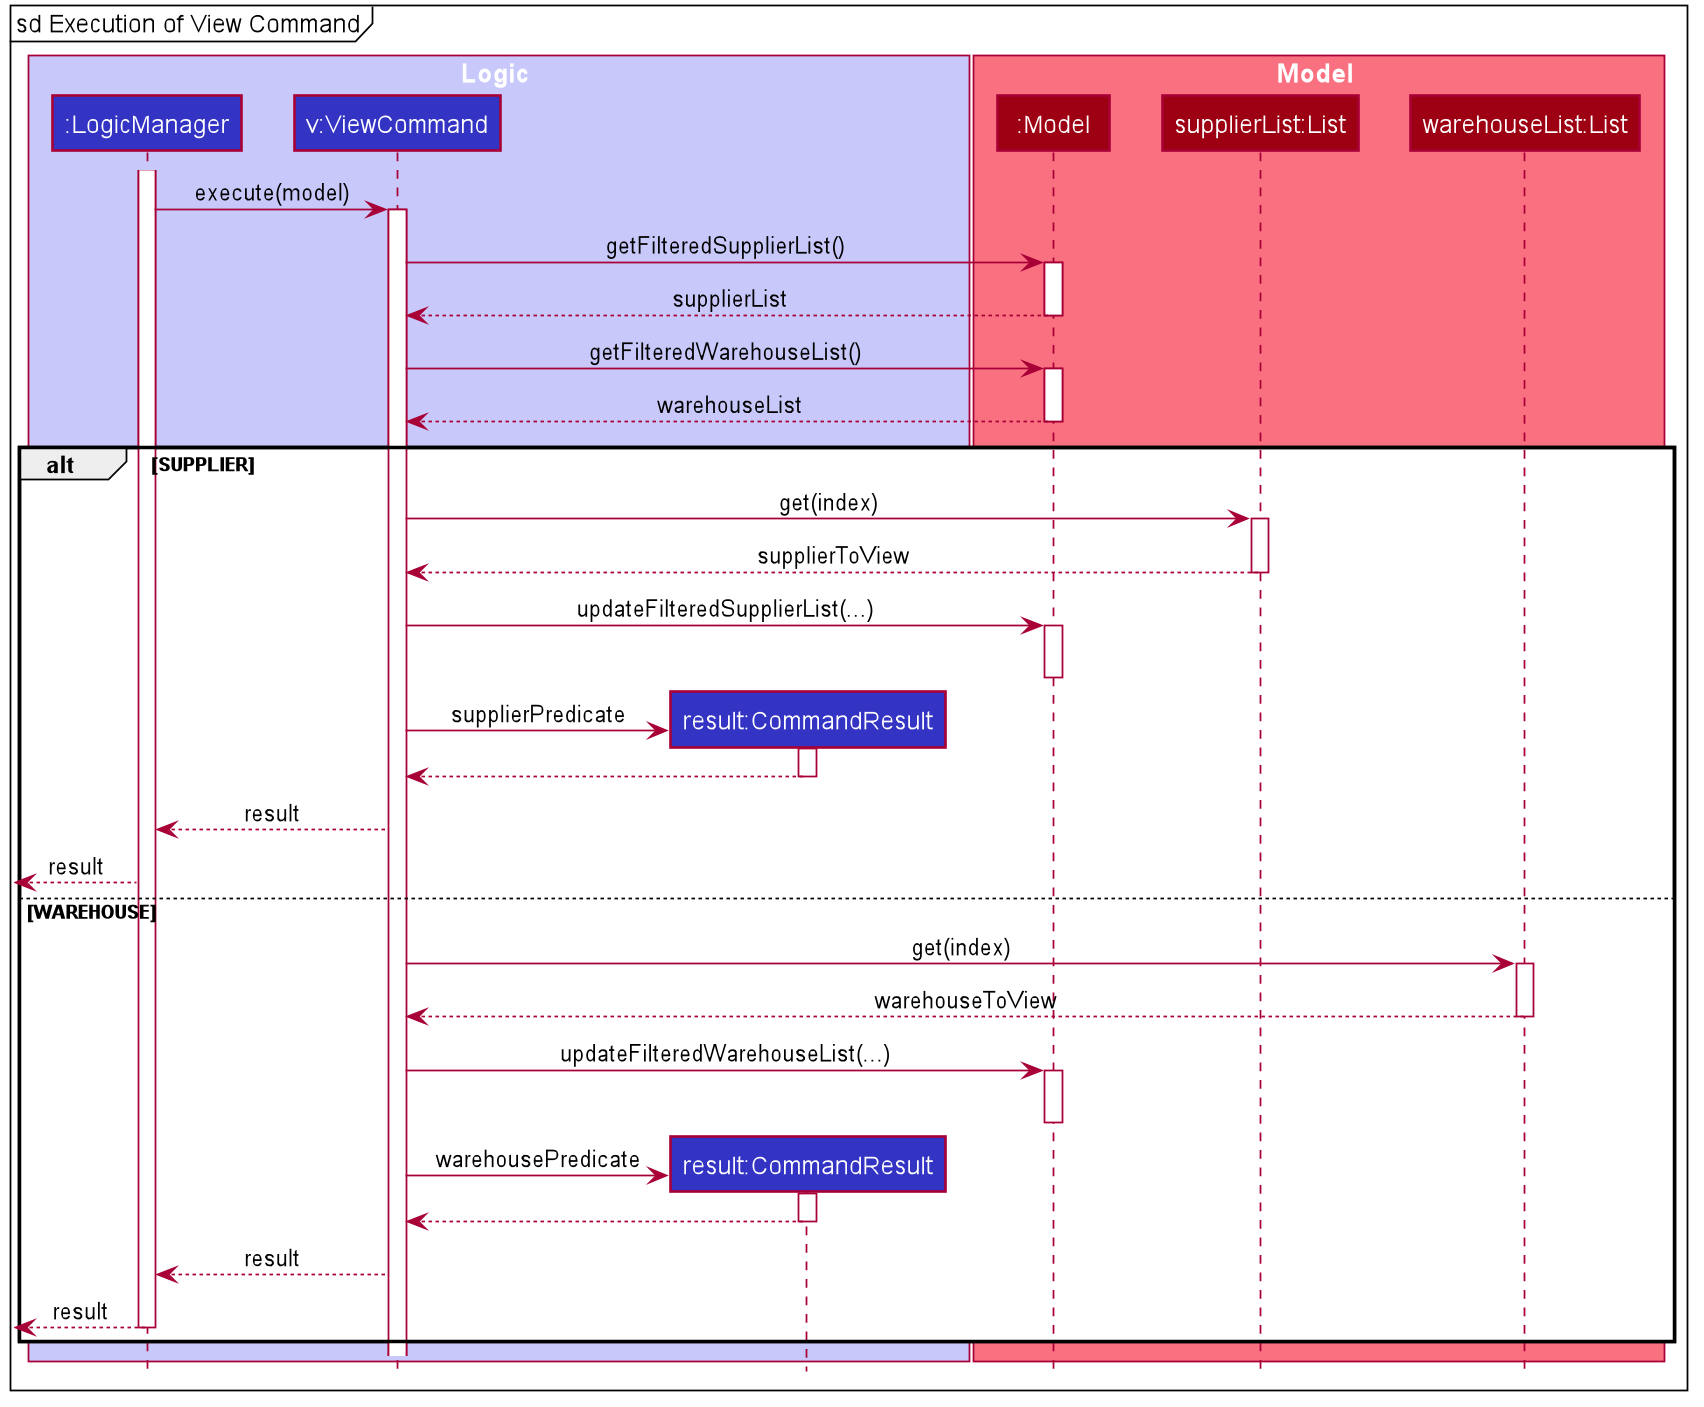 sd Execution of View Command
Logic
Model
:LogicManager
v:ViewCommand
:Model
supplierList:List
warehouseList:List
execute(model)
getFilteredSupplierList()
supplierList
getFilteredWarehouseList()
warehouseList
alt
[SUPPLIER]
get(index)
supplierToView
updateFilteredSupplierList(...)
supplierPredicate
result:CommandResult
result
result
[WAREHOUSE]
get(index)
warehouseToView
updateFilteredWarehouseList(...)
warehousePredicate
result:CommandResult
result
result